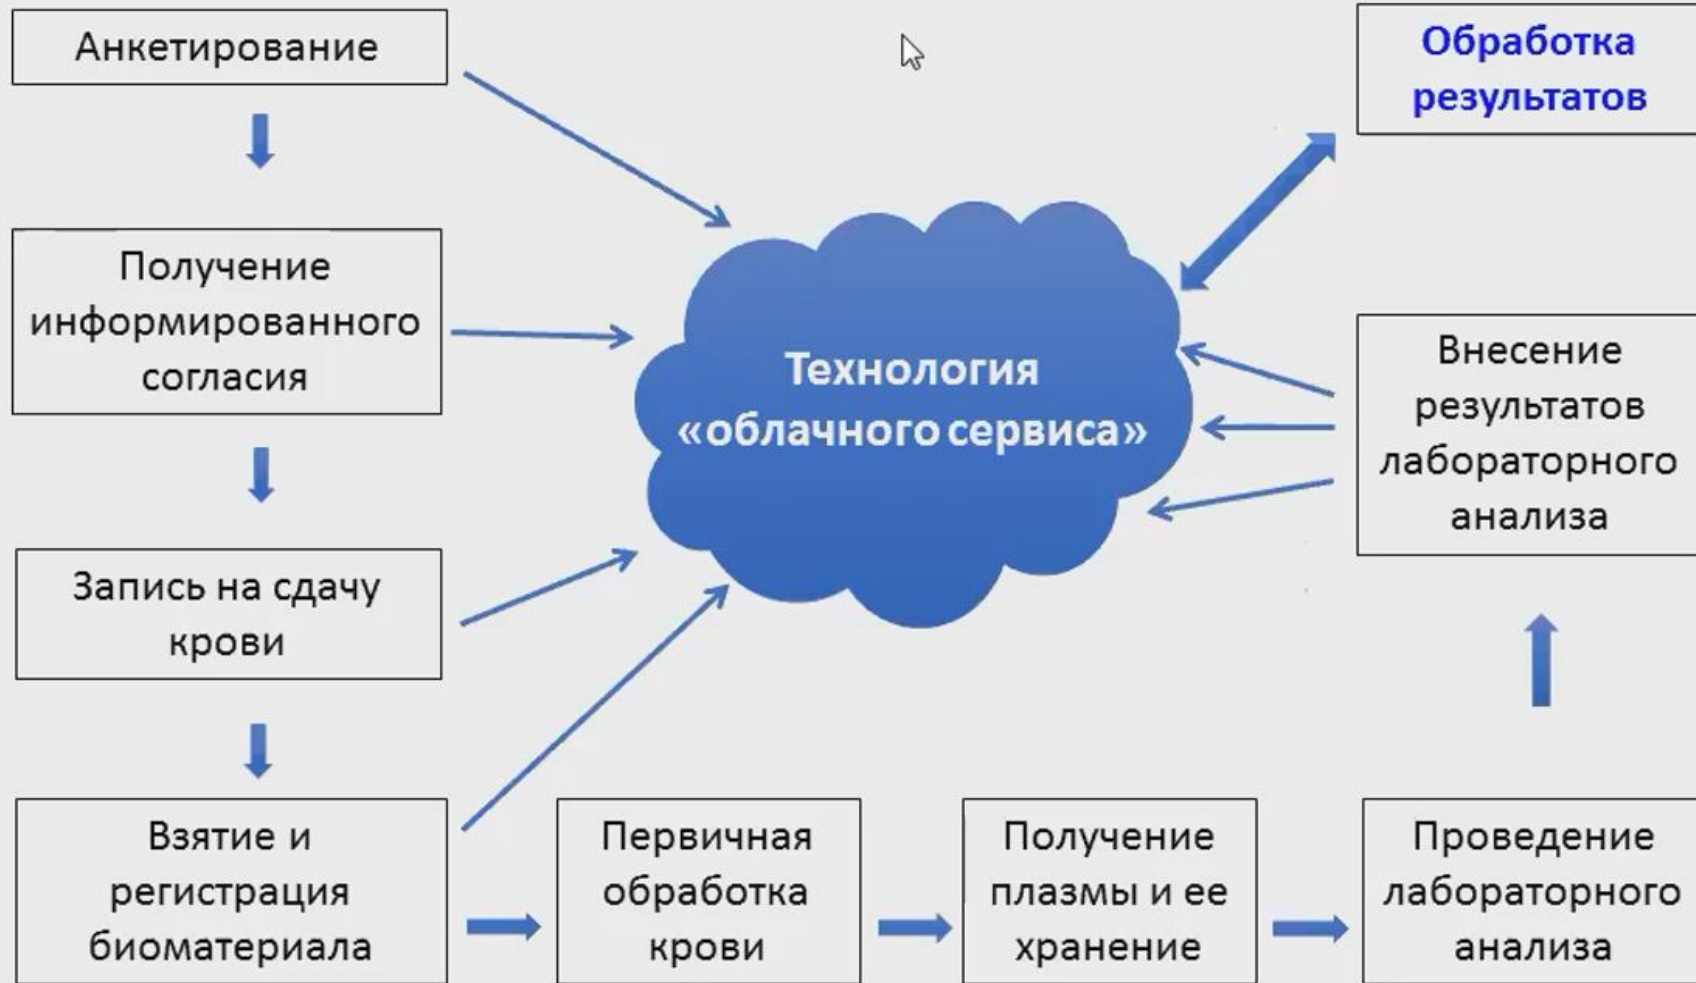 Анкетирование
Получение
информированного
согласия
Запись на сдачу
крови
Взятие и
регистрация
биоматериала
Первичная
обработка
крови
Получение
плазмы и ее
хранение
Проведение
лабораторного
анализа
Внесение
результатов
лабораторного
анализа
Обработка
результатов
Технология
«облачного сервиса»